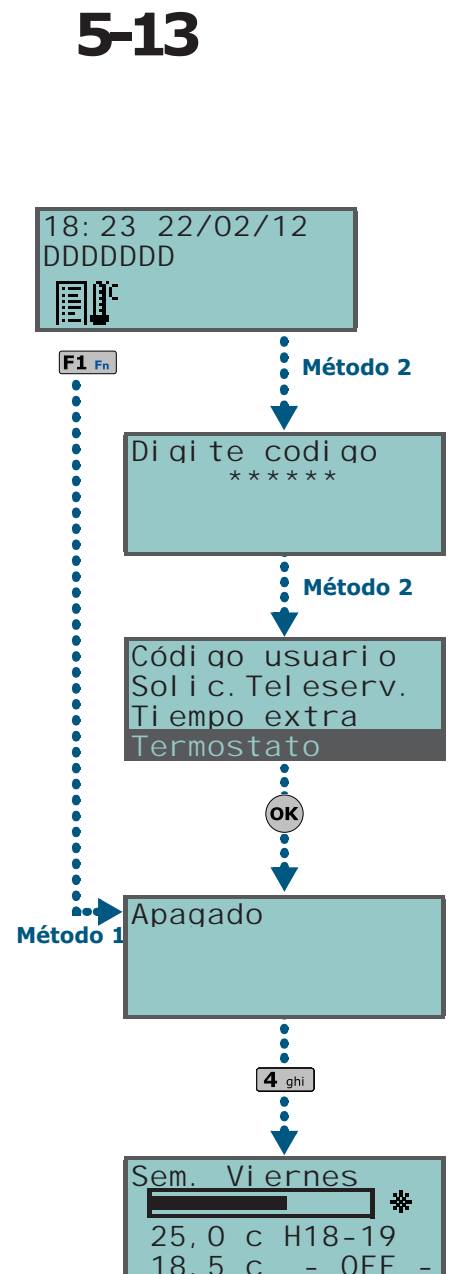 5-13
18:23 22/02/12
DDDDDDD
°C
F1 Fn
Método 2
Digite codigo
******
Método 2
Código usuario
Solic.Teleserv.
Tiempo extra
Termostato
OK
Apagado
Método 1
4 ghi
Sem. Viernes
25,0 c H18-19
18,5 c - OFF -